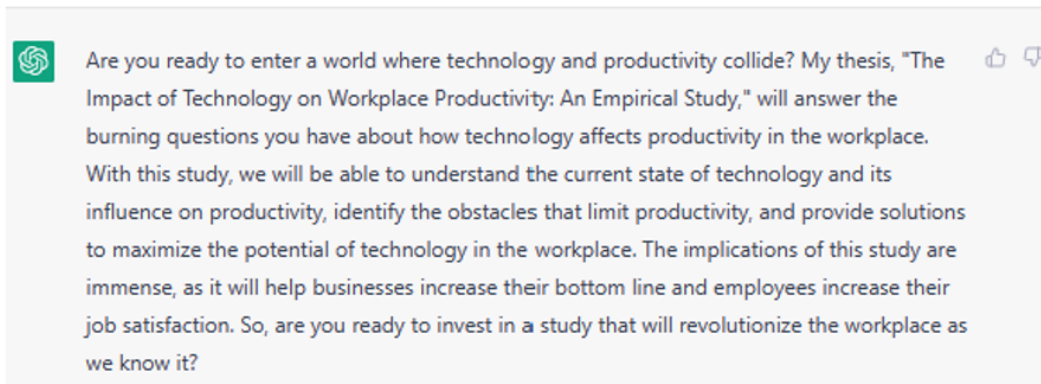 Are you ready to enter a world where technology and productivity collide? My thesis, "The
Impact of Technology on Workplace Productivity: An Empirical Study," will answer the
burning questions you have about how technology affects productivity in the workplace.
With this study, we will be able to understand the current state of technology and its
influence on productivity, identify the obstacles that limit productivity, and provide solutions
to maximize the potential of technology in the workplace. The implications of this study are
immense, as it will help businesses increase their bottom line and employees increase their
job satisfaction. So, are you ready to invest in a study that will revolutionize the workplace as
we know it?